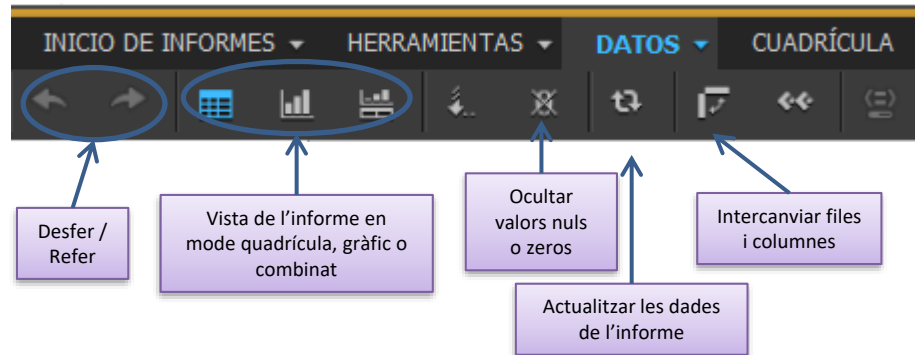 INICIO DE INFORMES HERRAMIENTAS DATOS CUADRÍCULA
Desfer /
Refer
Vista de l’informe en
mode quadrícula, gràfic o
combinat
Ocultar
valors nuls
o zeros
Intercanviar files
i columnes
Actualitzar les dades
de l’informe